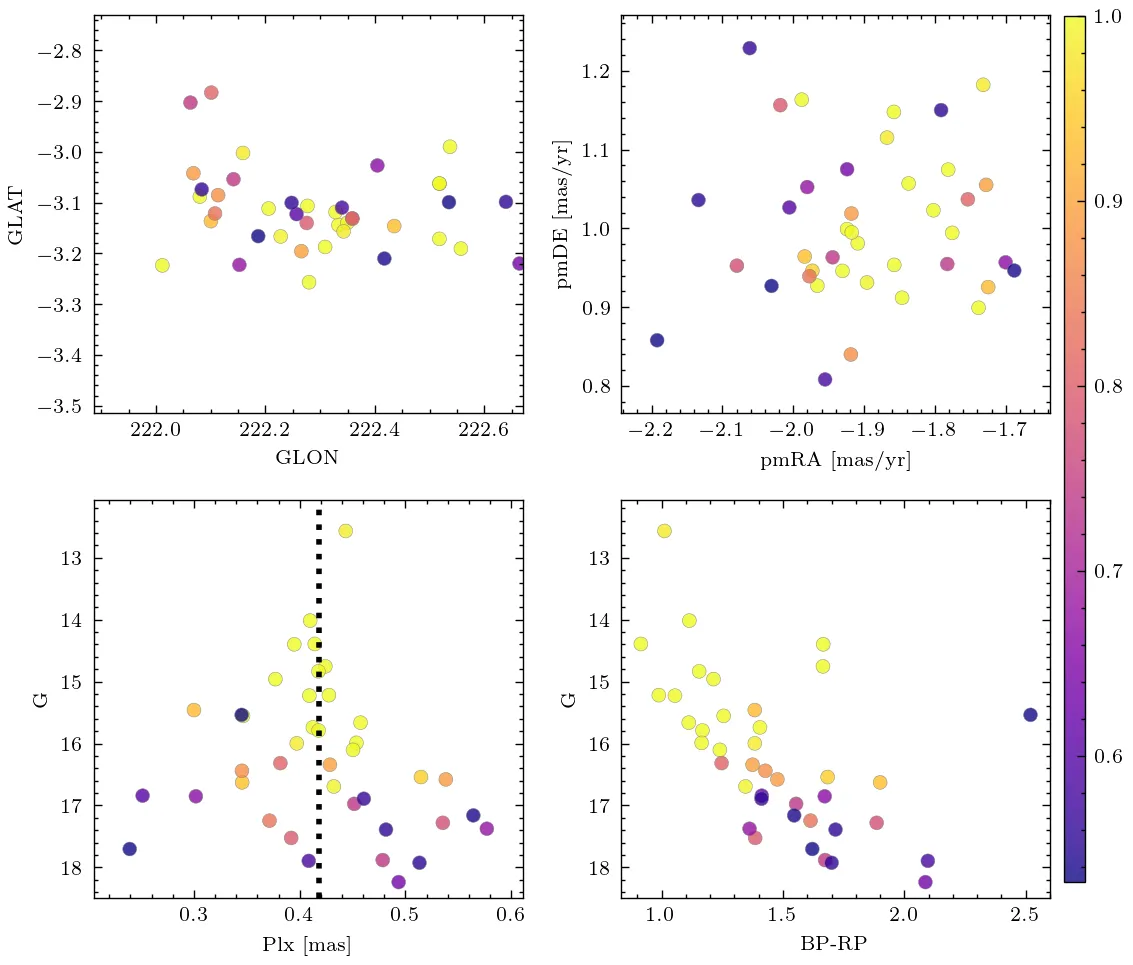 −2.8
−2.9
−3.0
−3.1
−3.2
−3.3
−3.4
−3.5
GLAT
222.0 222.2 222.4 222.6
GLON
1.2
1.1
1.0
0.9
0.8
pmDE [mas/yr]
−2.2 −2.1 −2.0 −1.9 −1.8 −1.7
pmRA [mas/yr]
1.0
0.9
0.8
0.7
0.6
13
14
15
16
17
18
G
0.3 0.4 0.5 0.6
Plx [mas]
13
14
15
16
17
18
G
1.0 1.5 2.0 2.5
BP-RP